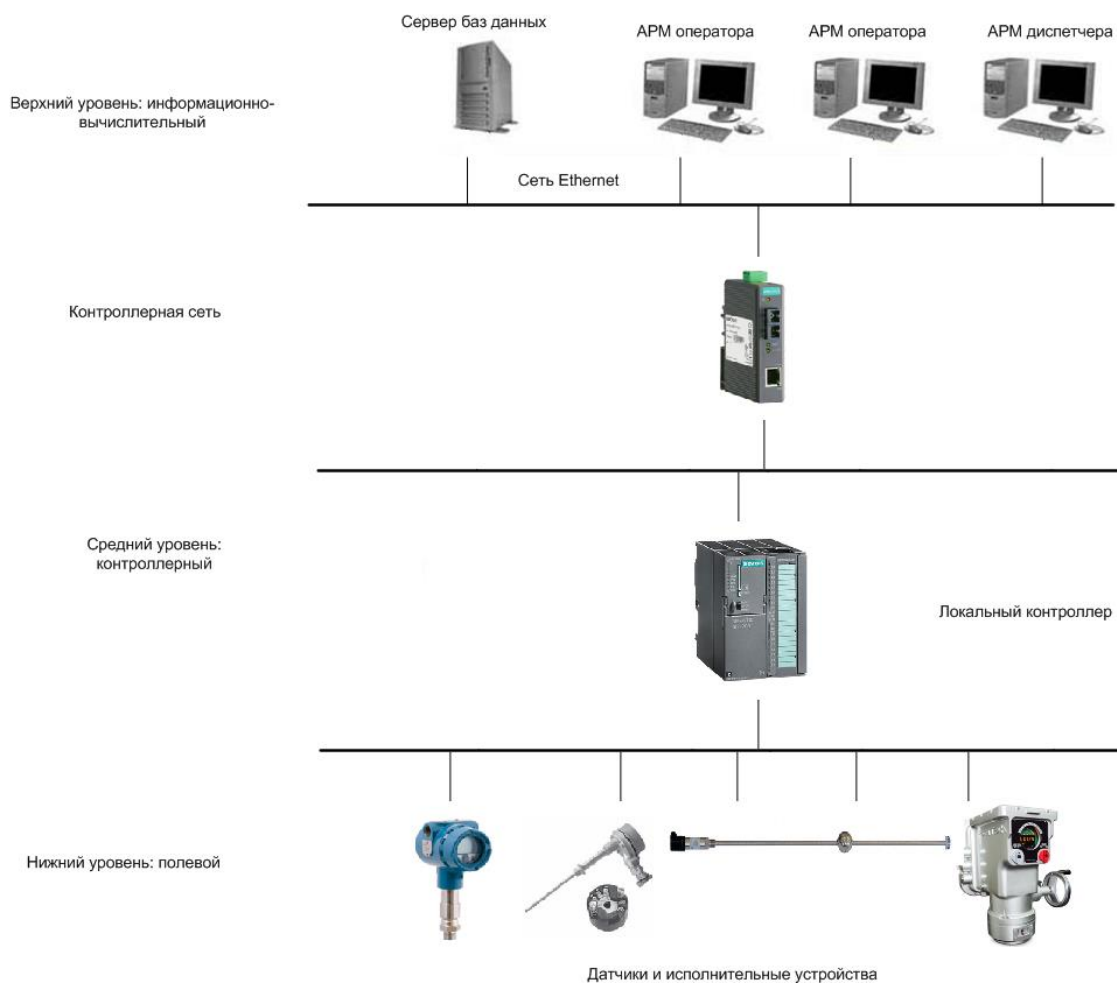 Сервер баз данных
АРМ оператора
АРМ оператора
АРМ диспетчера
Верхний уровень: информационно-
вычислительный
Сеть Ethernet
Контроллерная сеть
Средний уровень:
контроллерный
SIEMENS
Локальный контроллер
Нижний уровень: полевой
Датчики и исполнительные устройства